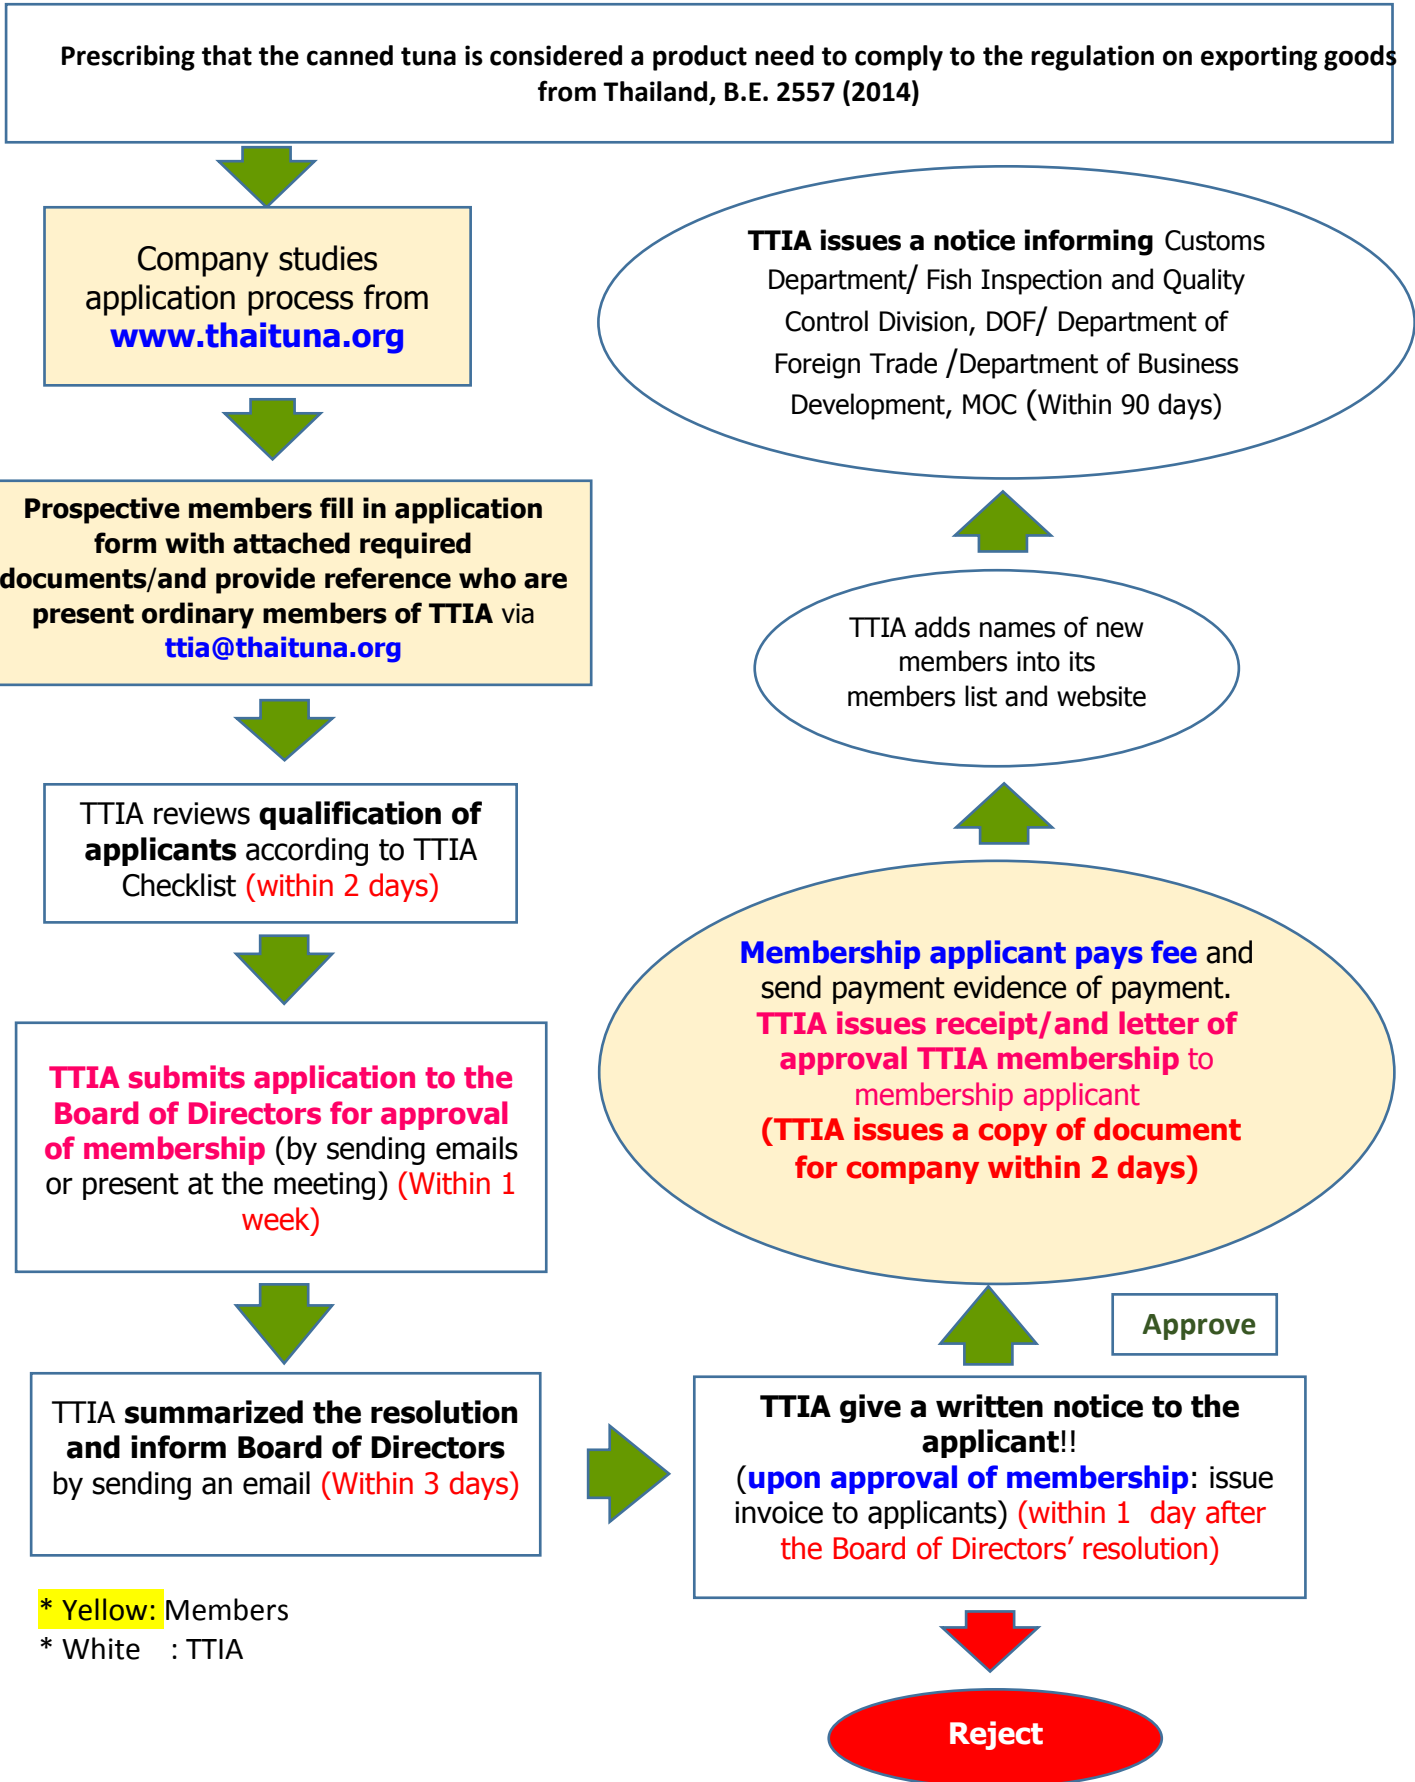 Prescribing that the canned tuna is considered a product need to comply to the regulation on exporting goods
from Thailand, B.E. 2557 (2014)
Company studies
application process from
www.thaituna.org
Prospective members fill in application
form with attached required
documents/and provide reference who are
present ordinary members of TTIA via
ttia@thaituna.org
TTIA reviews qualification of
applicants according to TTIA
Checklist (within 2 days)
TTIA submits application to the
Board of Directors for approval
of membership (by sending emails
or present at the meeting) (Within 1
week)
TTIA summarized the resolution
and inform Board of Directors
by sending an email (Within 3 days)
TTIA give a written notice to the
applicant!!
(upon approval of membership: issue
invoice to applicants) (within 1 day after
the Board of Directors’ resolution)
Approve
Membership applicant pays fee and
send payment evidence of payment.
TTIA issues receipt/and letter of
approval TTIA membership to
membership applicant
(TTIA issues a copy of document
for company within 2 days)
TTIA adds names of new
members into its
members list and website
TTIA issues a notice informing Customs
Department/ Fish Inspection and Quality
Control Division, DOF/ Department of
Foreign Trade /Department of Business
Development, MOC (Within 90 days)
Reject
* Yellow: Members
* White : TTIA